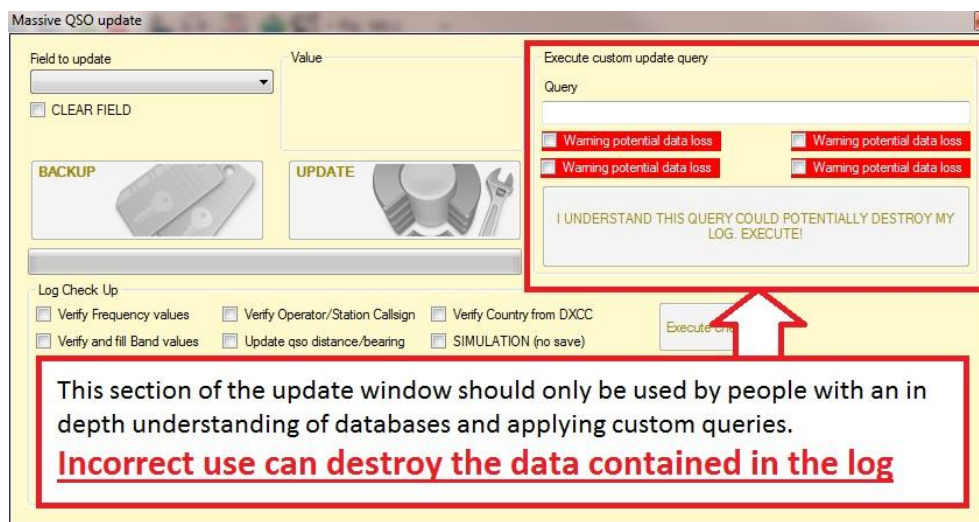 Massive QSO update
Field to update
Value
CLEAR FIELD
BACKUP
UPDATE
Execute custom update query
Query
Warning potential data loss
Warning potential data loss
Warning potential data loss
Warning potential data loss
I UNDERSTAND THIS QUERY COULD POTENTIALLY DESTROY MY
LOG. EXECUTE!
Log Check Up
Verify Frequency values
Verify Operator/Station Callsign
Verify Country from DXCC
Verify and fill Band values
Update qso distance/bearing
SIMULATION (no save)
Execute
This section of the update window should only be used by people with an in
depth understanding of databases and applying custom queries.
Incorrect use can destroy the data contained in the log